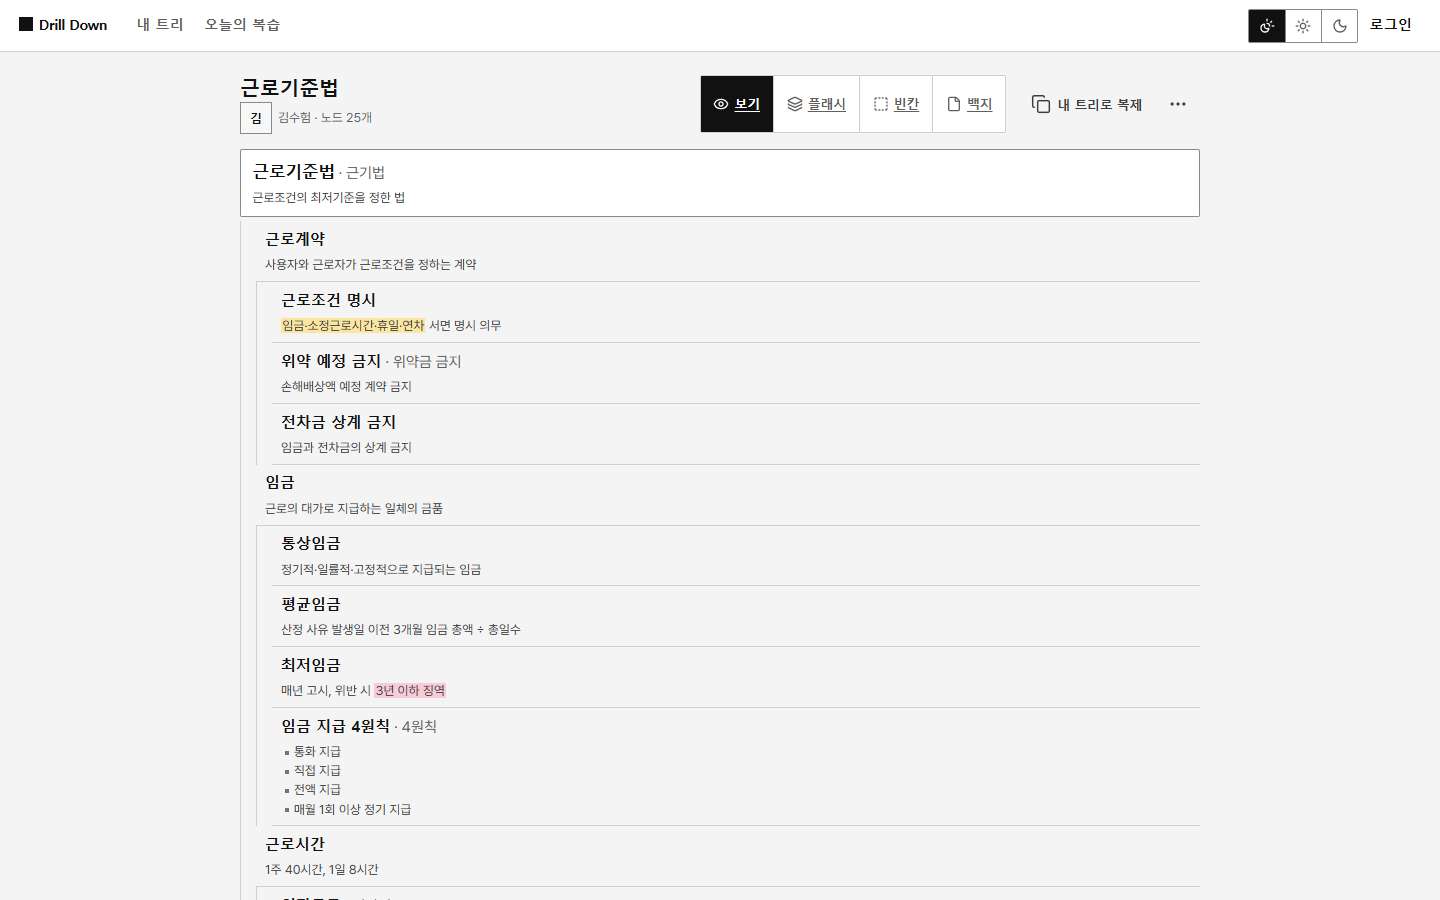 Drill Down 내 트리 오늘의 복습 로그인
근로기준법
김 김수험 · 노드 25개
보기 플래시 빈칸 백지 내 트리로 복제
근로기준법 · 근기법
근로조건의 최저기준을 정한 법
근로계약
사용자와 근로자가 근로조건을 정하는 계약
근로조건 명시
임금·소정근로시간·휴일·연차 서면 명시 의무
위약 예정 금지 · 위약금 금지
손해배상액 예정 계약 금지
전차금 상계 금지
임금과 전차금의 상계 금지
임금
근로의 대가로 지급하는 일체의 금품
통상임금
정기적·일률적·고정적으로 지급되는 임금
평균임금
산정 사유 발생일 이전 3개월 임금 총액 ÷ 총일수
최저임금
매년 고시, 위반 시 3년 이하 징역
임금 지급 4원칙 · 4원칙
통화 지급
직접 지급
전액 지급
매월 1회 이상 정기 지급
근로시간
1주 40시간, 1일 8시간